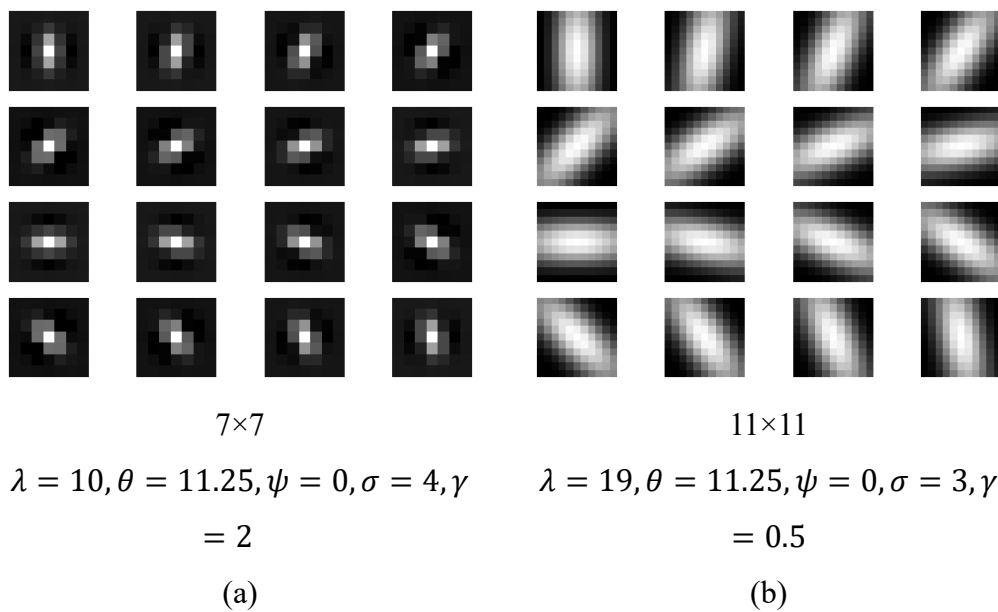 7×7
λ = 10, θ = 11.25, ψ = 0, σ = 4, γ
= 2
(a)
11×11
λ = 19, θ = 11.25, ψ = 0, σ = 3, γ
= 0.5
(b)